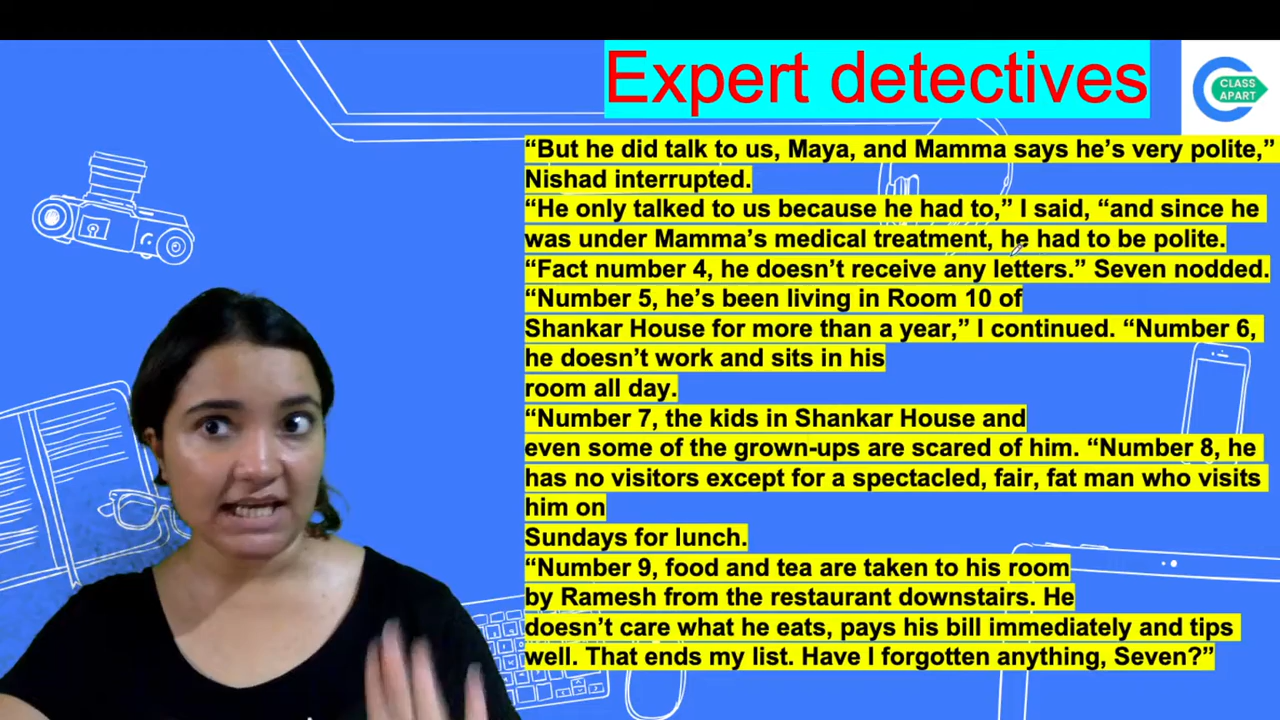 Expert detectives
CLASS
APART
“But he did talk to us, Maya, and Mamma says he’s very polite,”
Nishad interrupted.
“He only talked to us because he had to,” I said, “and since he
was under Mamma’s medical treatment, he had to be polite.
“Fact number 4, he doesn’t receive any letters.” Seven nodded.
“Number 5, he’s been living in Room 10 of
Shankar House for more than a year,” I continued. “Number 6,
he doesn’t work and sits in his
room all day.
“Number 7, the kids in Shankar House and
even some of the grown-ups are scared of him. “Number 8, he
has no visitors except for a spectacled, fair, fat man who visits
him on
Sundays for lunch.
“Number 9, food and tea are taken to his room
by Ramesh from the restaurant downstairs. He
doesn’t care what he eats, pays his bill immediately and tips
well. That ends my list. Have I forgotten anything, Seven?”